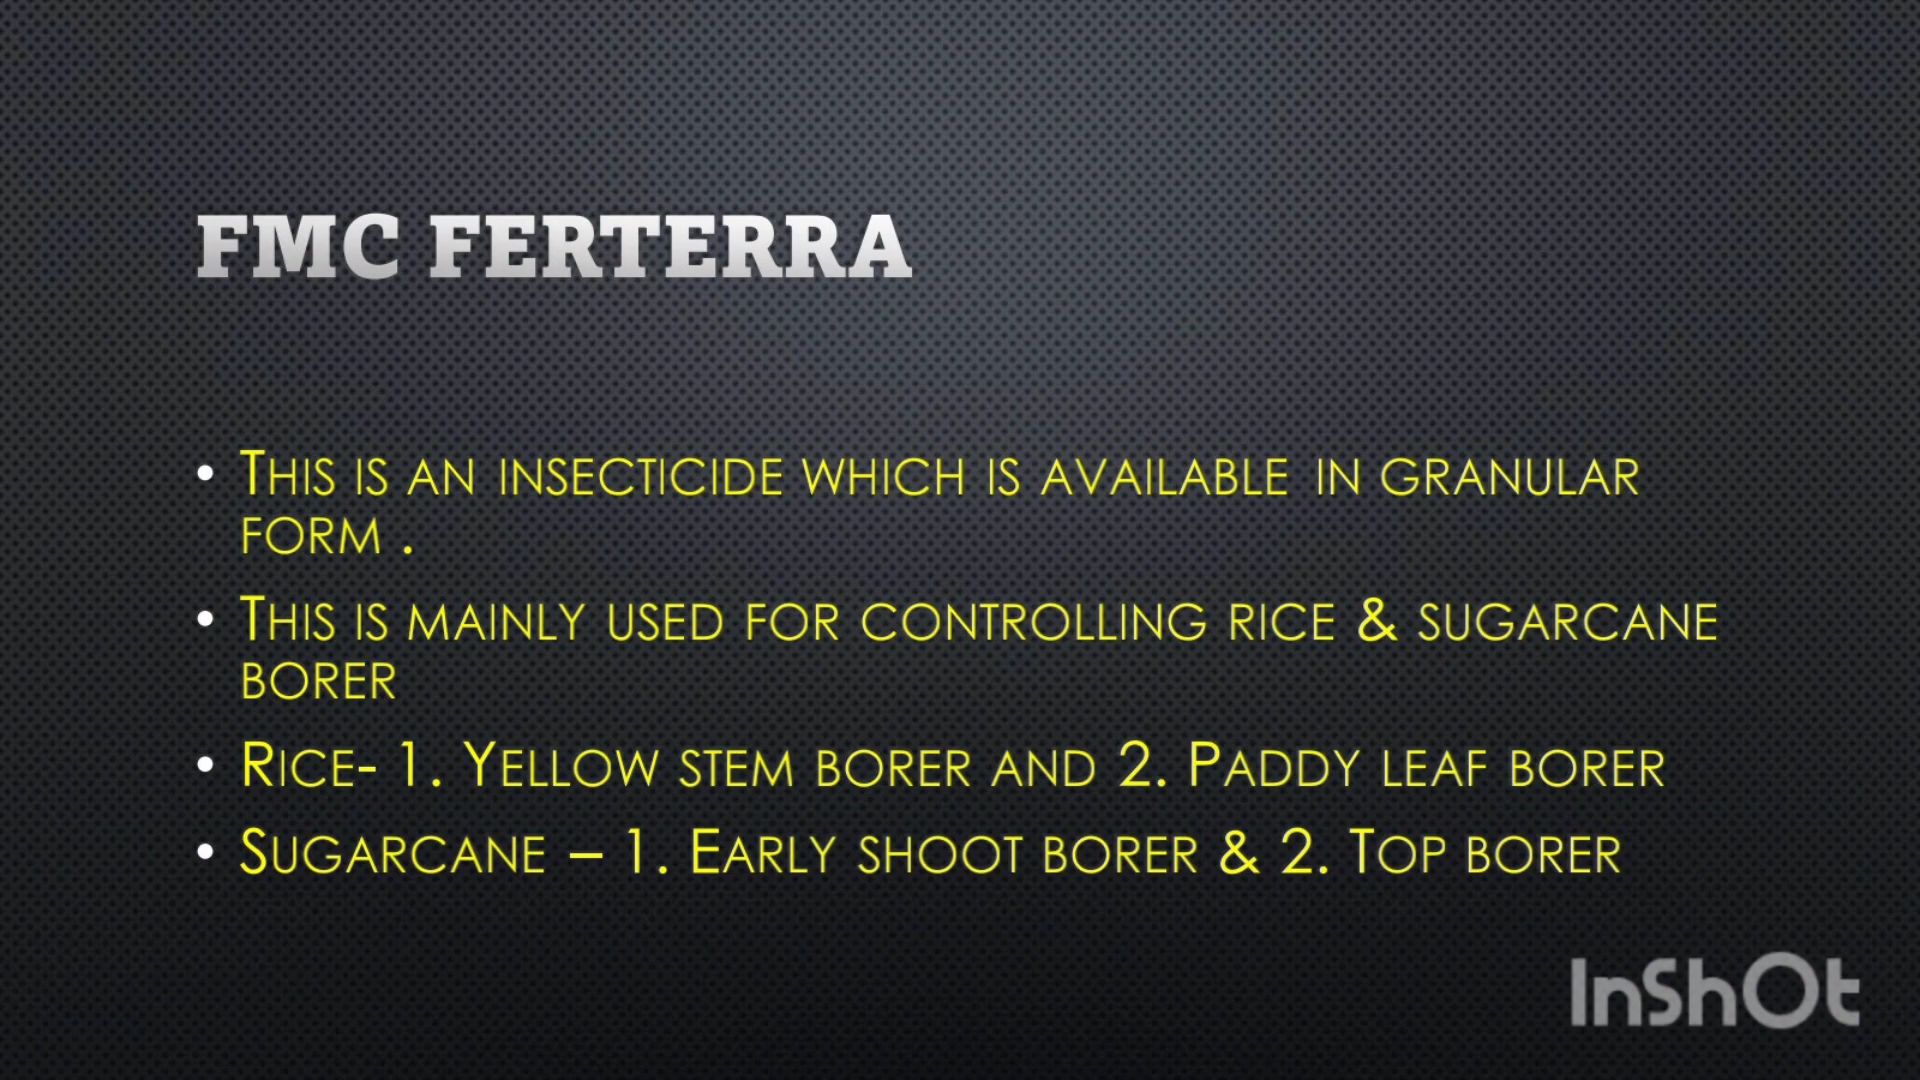 FMC FERTERRA
• THIS IS AN INSECTICIDE WHICH IS AVAILABLE IN GRANULAR
FORM .
• THIS IS MAINLY USED FOR CONTROLLING RICE & SUGARCANE
BORER
• RICE- 1. YELLOW STEM BORER AND 2. PADDY LEAF BORER
• SUGARCANE – 1. EARLY SHOOT BORER & 2. TOP BORER
InShOt